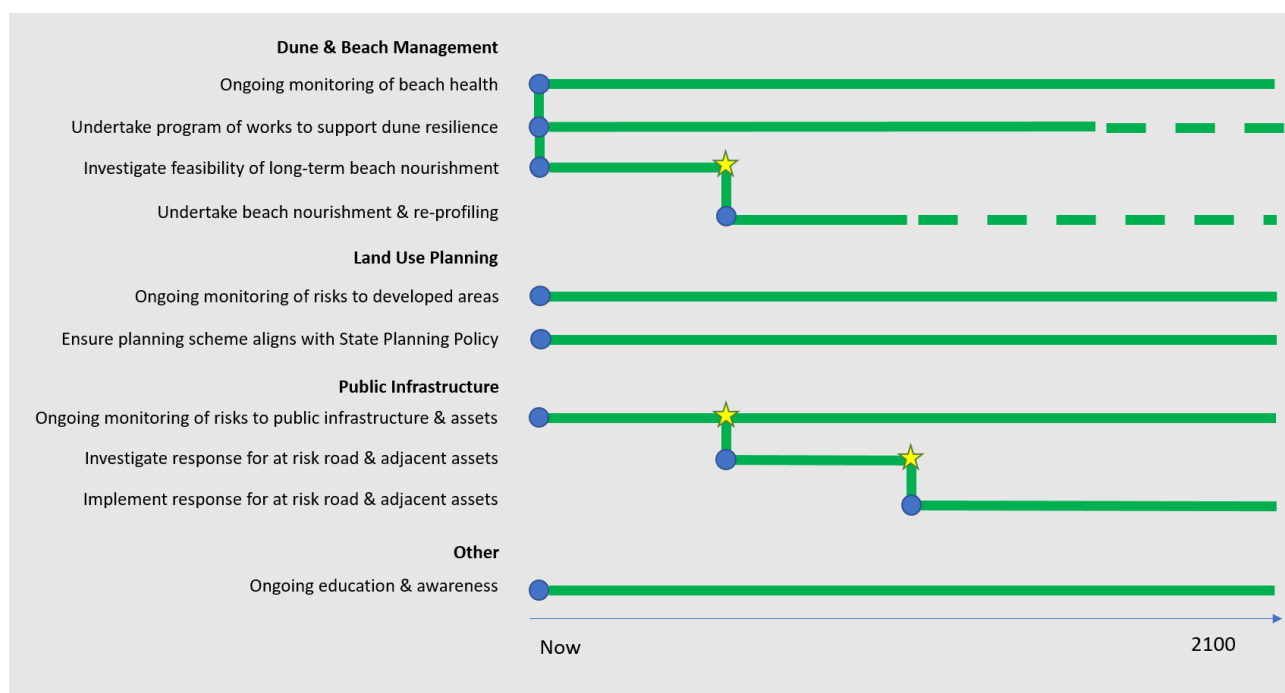 Dune & Beach Management
Ongoing monitoring of beach health
Undertake program of works to support dune resilience
Investigate feasibility of long-term beach nourishment
Undertake beach nourishment & re-profiling
Land Use Planning
Ongoing monitoring of risks to developed areas
Ensure planning scheme aligns with State Planning Policy
Public Infrastructure
Ongoing monitoring of risks to public infrastructure & assets
Investigate response for at risk road & adjacent assets
Implement response for at risk road & adjacent assets
Other
Ongoing education & awareness
Now
2100